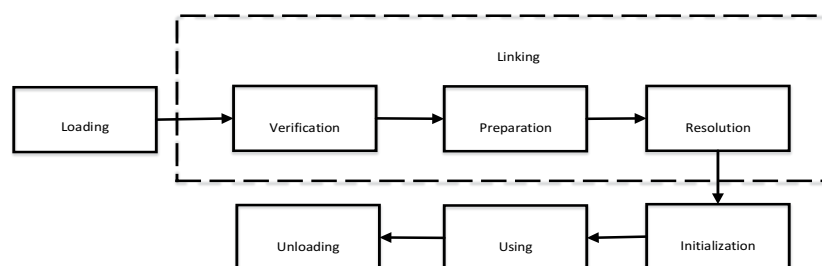 Linking
Loading
Verification
Preparation
Resolution
Initialization
Using
Unloading